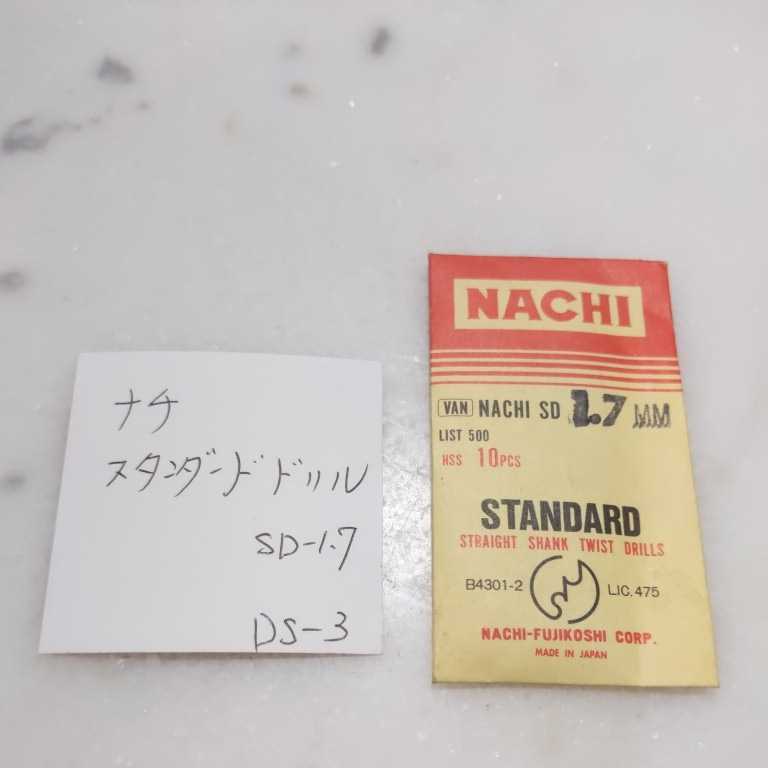 ナチ
スタンダードドリル
SD-1.7
DS-3
NACHI
VAN NACHI SD 1.7 MM
LIST 500
HSS 10PCS
STANDARD
STRAIGHT SHANK TWIST DRILLS
B4301-2 LIC.475
NACHI-FUJIKOSHI CORP.
MADE IN JAPAN